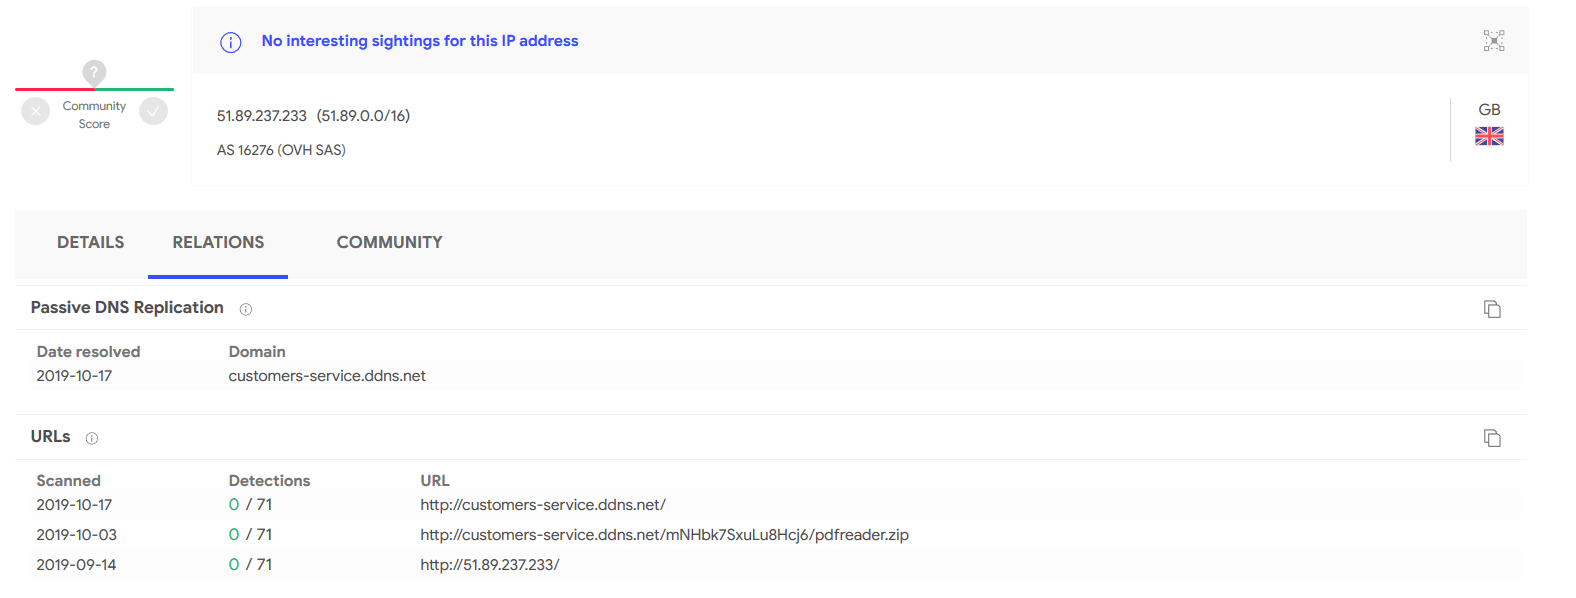 No interesting sightings for this IP address
?
Community
Score
51.89.237.233 (51.89.0.0/16)
AS 16276 (OVH SAS)
GB
DETAILS RELATIONS COMMUNITY
Passive DNS Replication
Date resolved Domain
2019-10-17 customers-service.ddns.net
URLs
Scanned Detections URL
2019-10-17 0 / 71 http://customers-service.ddns.net/
2019-10-03 0 / 71 http://customers-service.ddns.net/mNHbk7SxuLu8Hcj6/pdfreader.zip
2019-09-14 0 / 71 http://51.89.237.233/